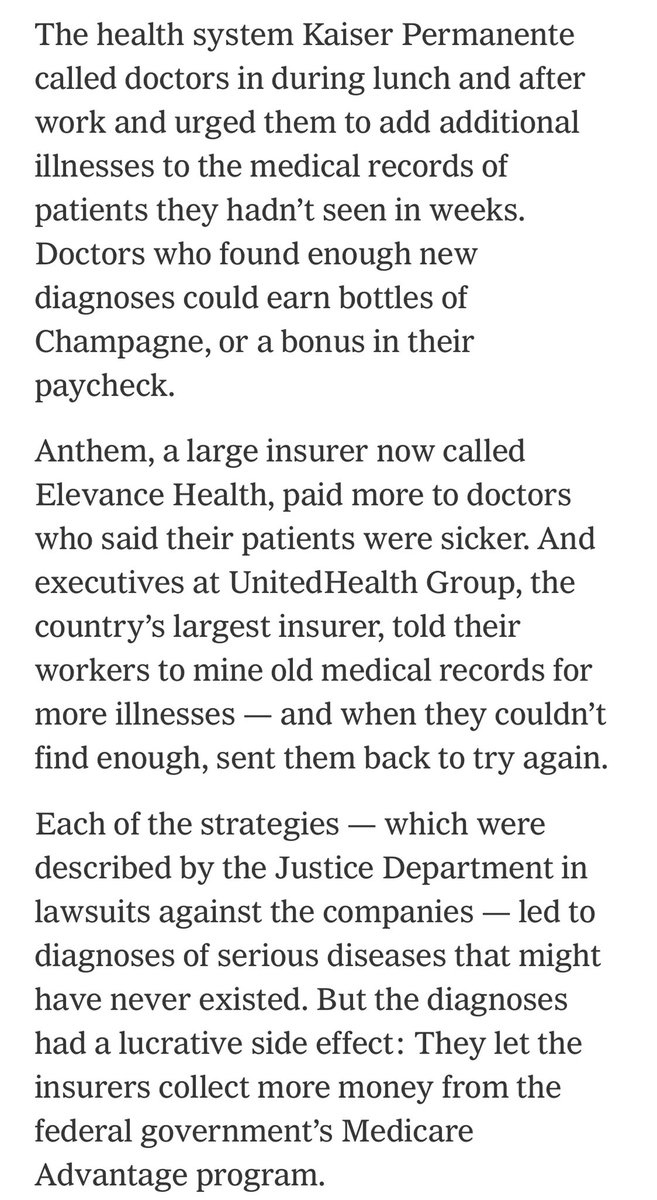 The health system Kaiser Permanente
called doctors in during lunch and after
work and urged them to add additional
illnesses to the medical records of
patients they hadn’t seen in weeks.
Doctors who found enough new
diagnoses could earn bottles of
Champagne, or a bonus in their
paycheck.
Anthem, a large insurer now called
Elevance Health, paid more to doctors
who said their patients were sicker. And
executives at UnitedHealth Group, the
country’s largest insurer, told their
workers to mine old medical records for
more illnesses — and when they couldn’t
find enough, sent them back to try again.
Each of the strategies — which were
described by the Justice Department in
lawsuits against the companies — led to
diagnoses of serious diseases that might
have never existed. But the diagnoses
had a lucrative side effect: They let the
insurers collect more money from the
federal government’s Medicare
Advantage program.